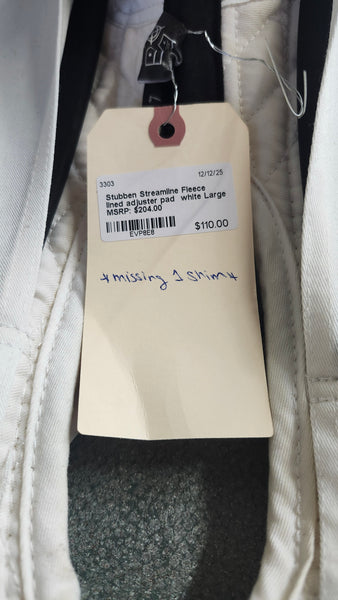 3303 12/12/25
Stubben Streamline Fleece
lined adjuster pad white Large
MSRP: $204.00
EVP8E8 $110.00
*missing 1 shim*